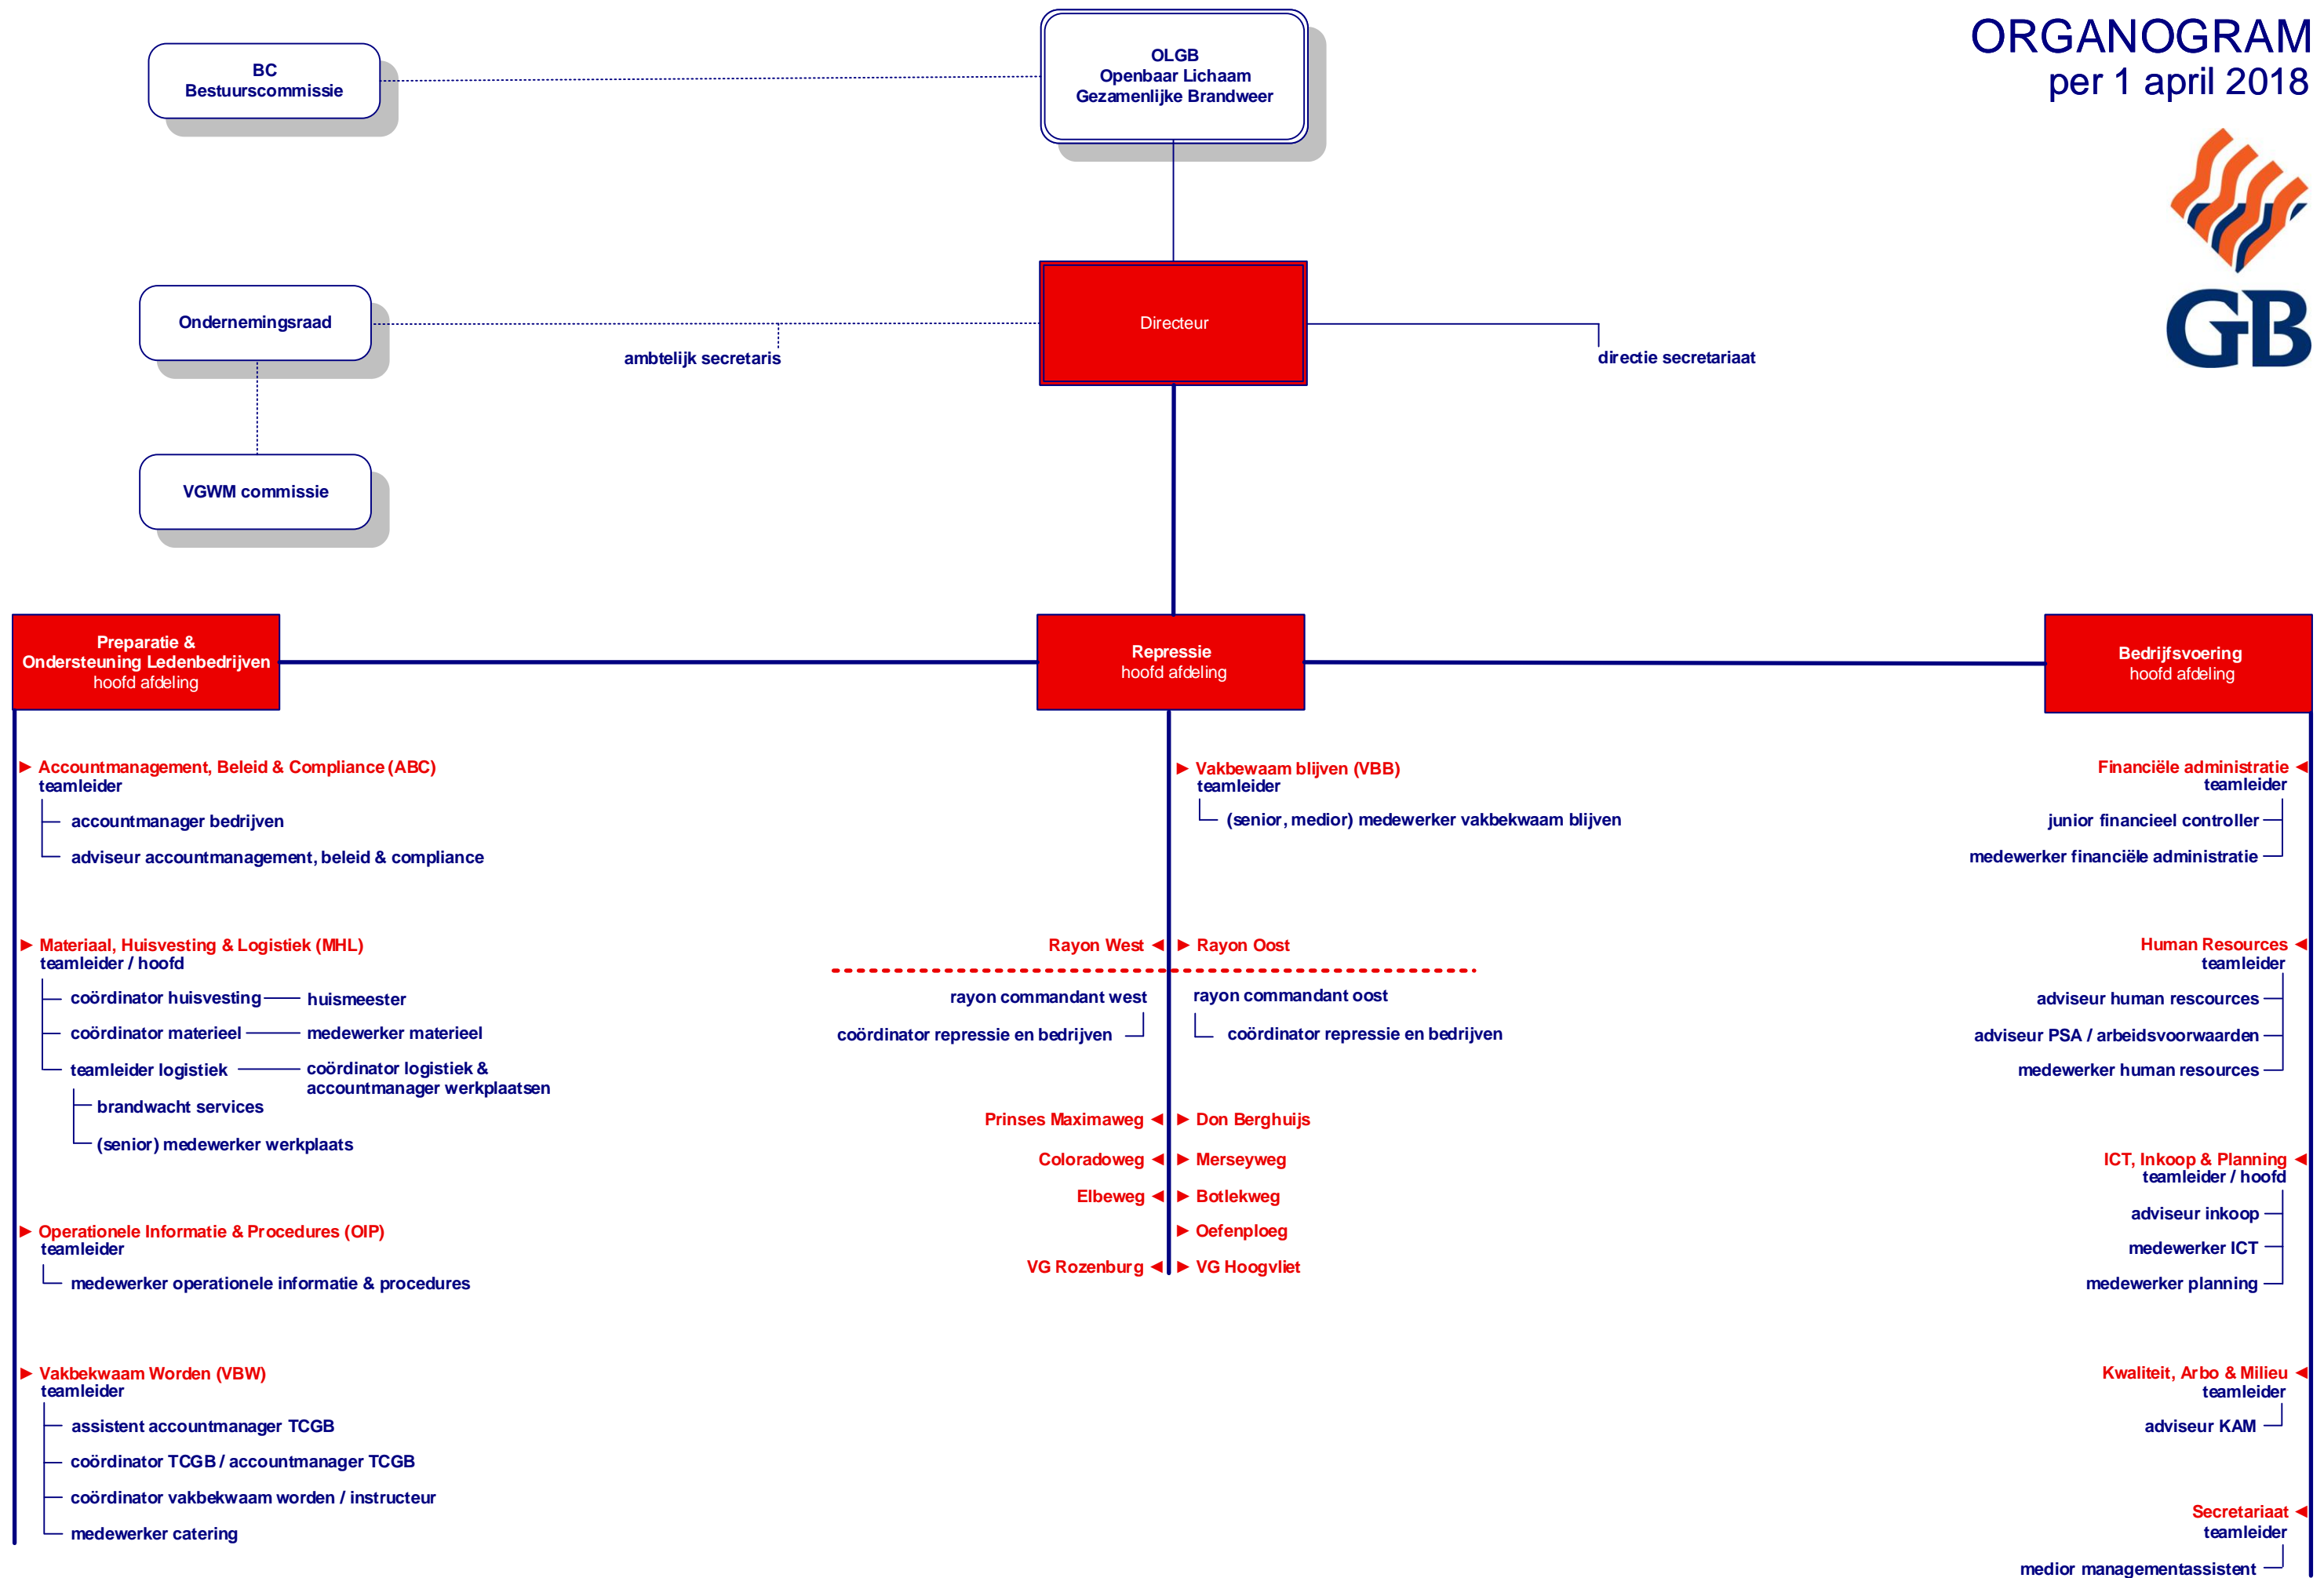 ORGANOGRAM
per 1 april 2018
GB
BC
Bestuurscommissie
OLGB
Openbaar Lichaam
Gezamenlijke Brandweer
Ondernemingsraad
ambtelijk secretaris
Directeur
directie secretariaat
VGWM commissie
Preparatie &
Ondersteuning Ledenbedrijven
hoofd afdeling
Repressie
hoofd afdeling
Bedrijfsvoering
hoofd afdeling
Accountmanagement, Beleid & Compliance (ABC)
teamleider
accountmanager bedrijven
adviseur accountmanagement, beleid & compliance
Materiaal, Huisvesting & Logistiek (MHL)
teamleider / hoofd
coördinator huisvesting
huismeester
coördinator materieel
medewerker materieel
teamleider logistiek
coördinator logistiek &
accountmanager werkplaatsen
brandwacht services
(senior) medewerker werkplaats
Operationele Informatie & Procedures (OIP)
teamleider
medewerker operationele informatie & procedures
Vakbekwaam Worden (VBW)
teamleider
assistent accountmanager TCGB
coördinator TCGB / accountmanager TCGB
coördinator vakbekwaam worden / instructeur
medewerker catering
Vakbewaam blijven (VBB)
teamleider
(senior, medior) medewerker vakbekwaam blijven
Rayon West
Rayon Oost
rayon commandant west
rayon commandant oost
coördinator repressie en bedrijven
coördinator repressie en bedrijven
Prinses Maximaweg
Don Berghuijs
Coloradoweg
Merseyweg
Elbeweg
Botlekweg
Oefenploeg
VG Rozenburg
VG Hoogvliet
Financiële administratie
teamleider
junior financieel controller
medewerker financiële administratie
Human Resources
teamleider
adviseur human rescources
adviseur PSA / arbeidsvoorwaarden
medewerker human resources
ICT, Inkoop & Planning
teamleider / hoofd
adviseur inkoop
medewerker ICT
medewerker planning
Kwaliteit, Arbo & Milieu
teamleider
adviseur KAM
Secretariaat
teamleider
medior managementassistent